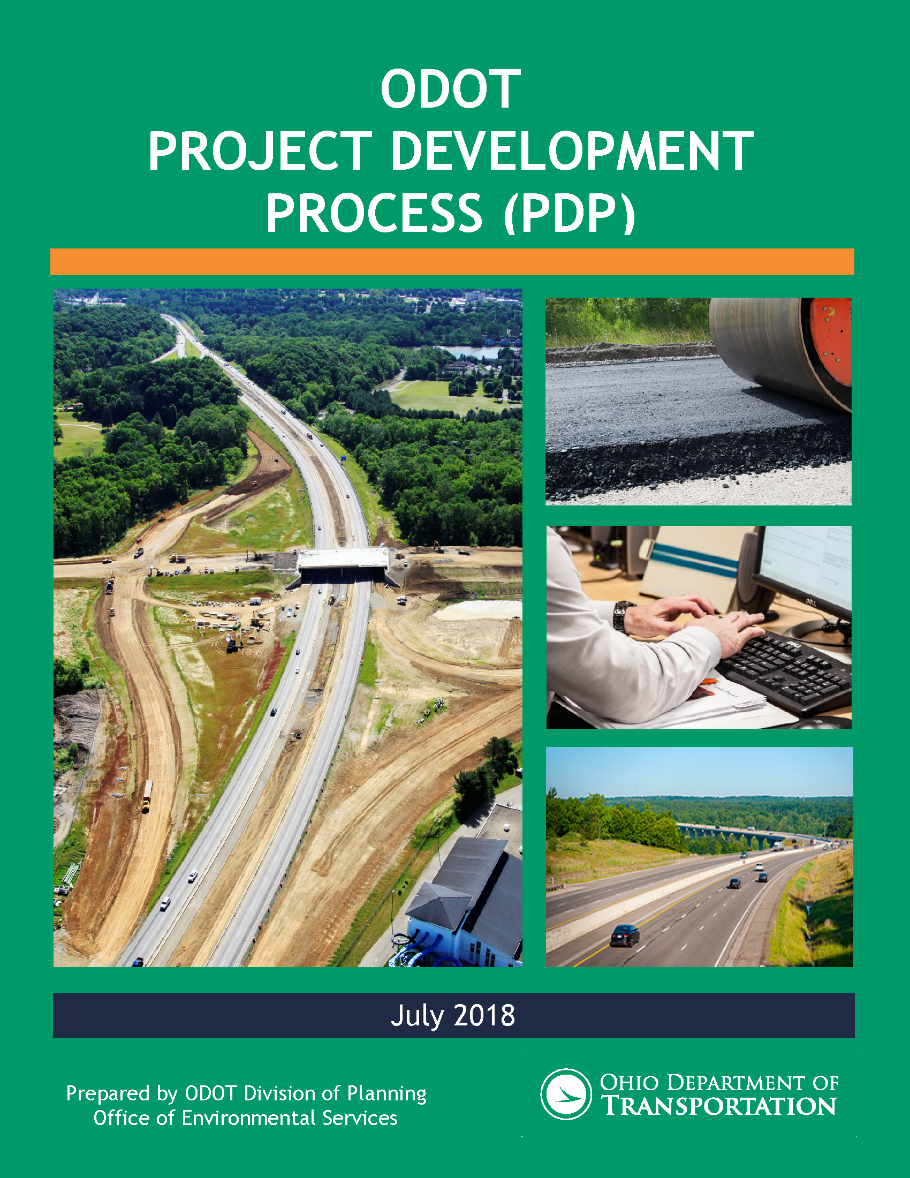 ODOT
PROJECT DEVELOPMENT
PROCESS (PDP)
DELL
July 2018
Prepared by ODOT Division of Planning
Office of Environmental Services
OHIO DEPARTMENT OF
TRANSPORTATION